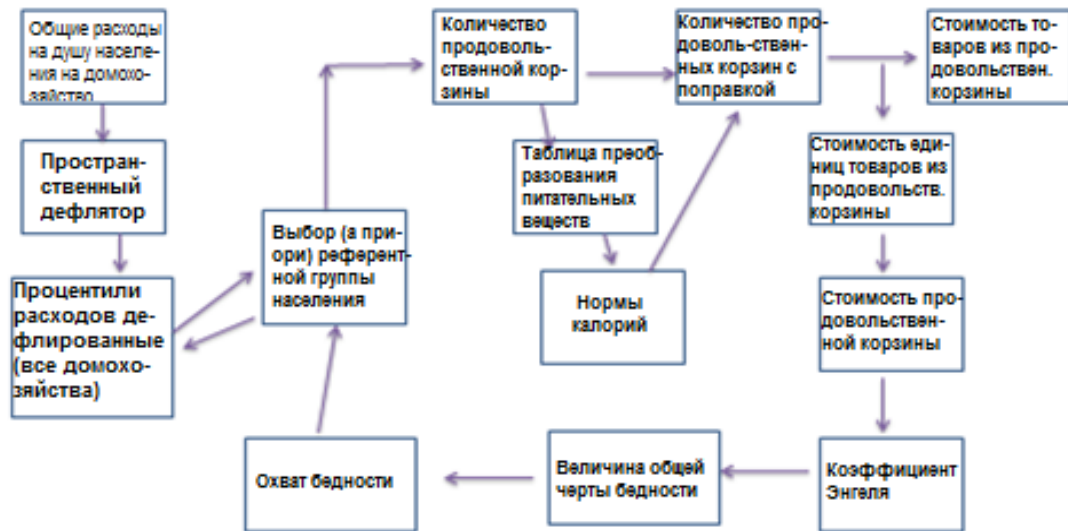 Общие расходы
на душу населе-
ния на домохо-
зяйство
Простран-
ственный
дефлятор
Процентили
расходов де-
флированные
(все домохо-
зяйства)
Выбор (а при-
ори) референт-
ной группы
населения
Количество
продоволь-
ственной кор-
зины
Таблица преоб-
разования
питательных
веществ
Нормы
калорий
Количество про-
доволь-ствен-
ных корзин с
поправкой
Стоимость то-
варов из про-
довольствен.
корзины
Стоимость еди-
ниц товаров из
продовольств.
корзины
Стоимость про-
довольствен-
ной корзины
Коэффициент
Энгеля
Величина общей
черты бедности
Охват бедности